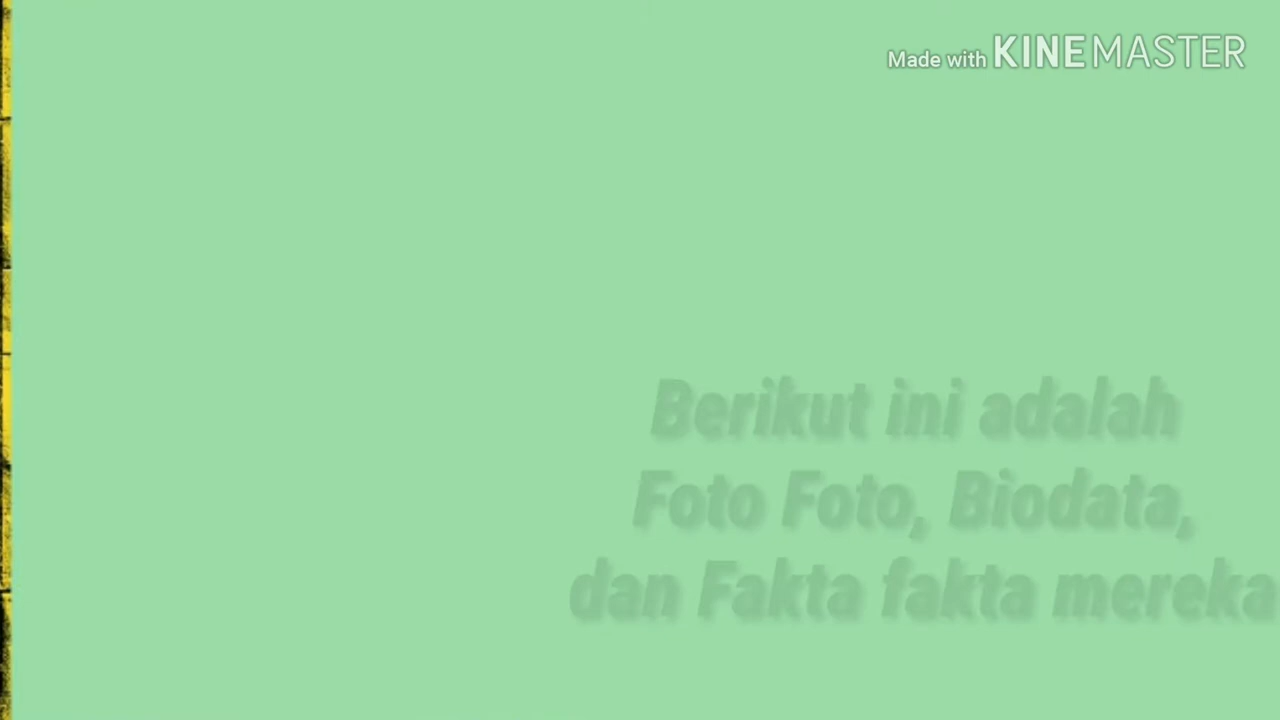 Made with KINEMASTER
Berikut ini adalah
Foto Foto, Biodata,
dan Fakta fakta mereka